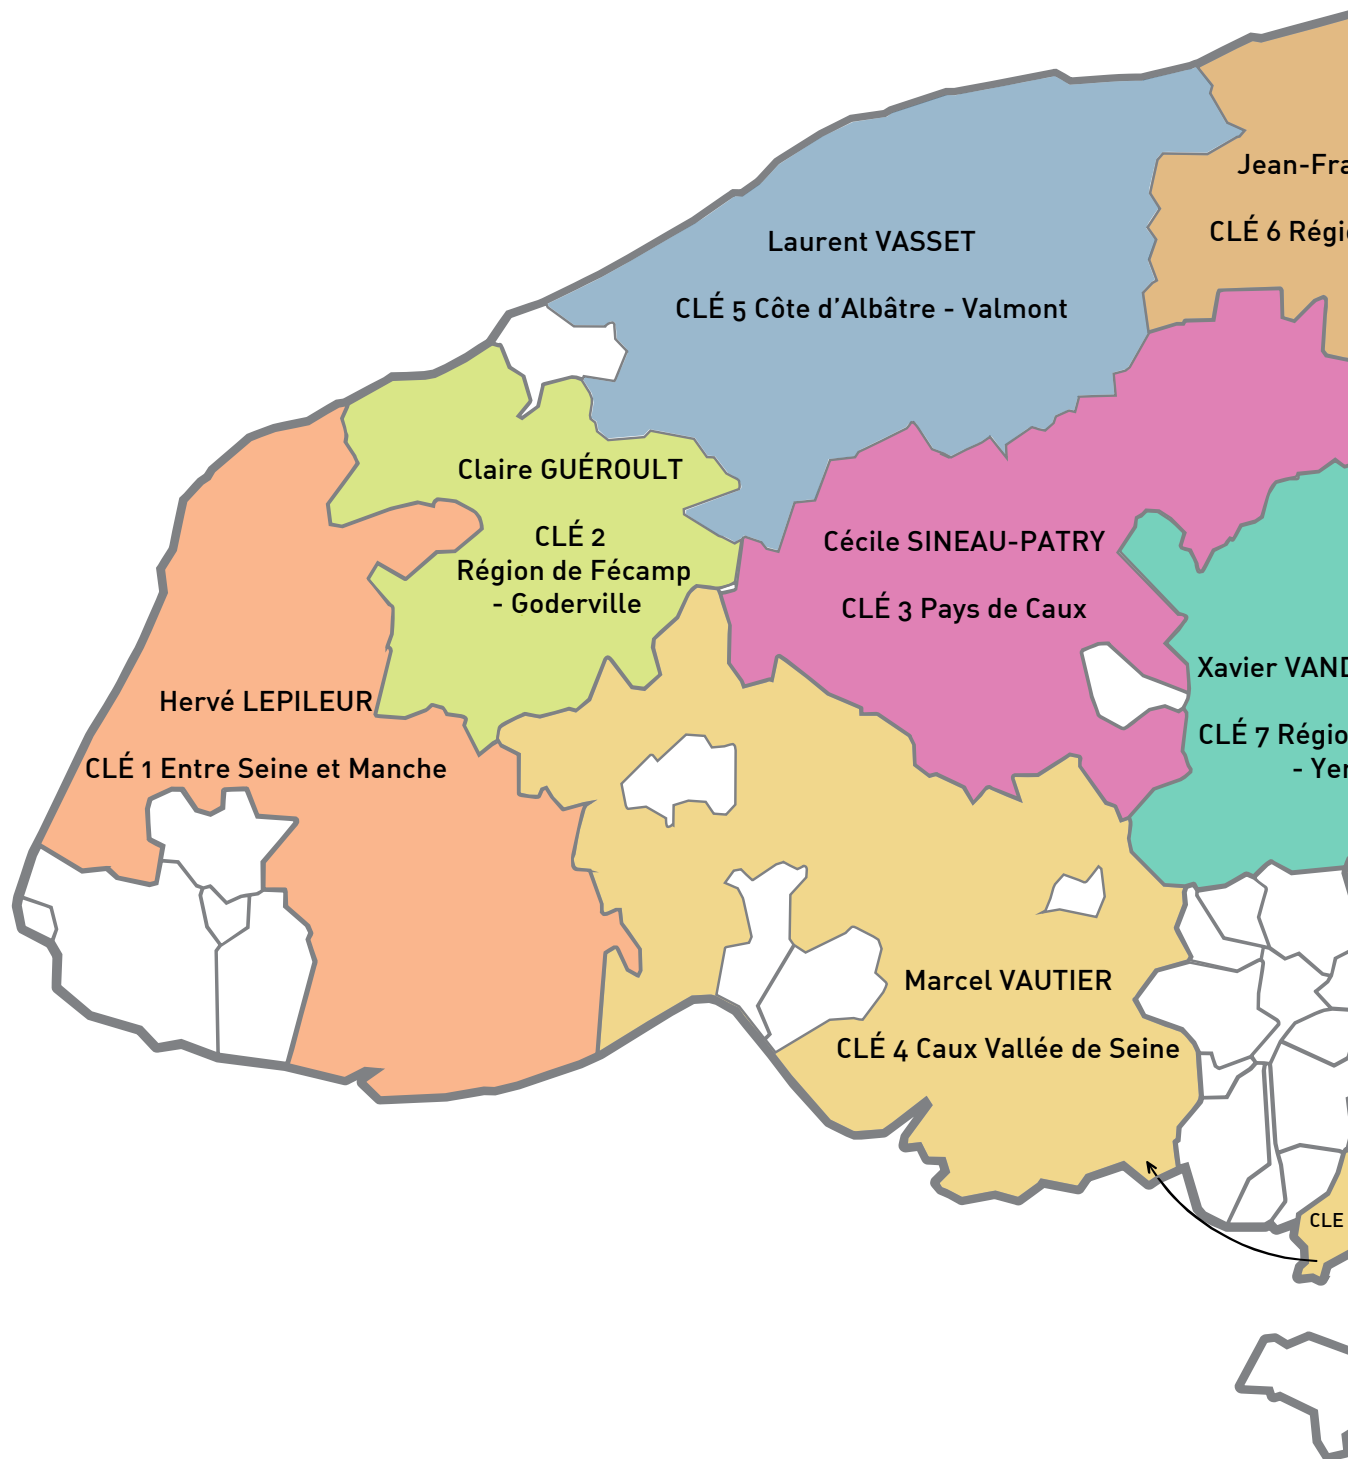 Jean-Fra
CLÉ 6 Régi
Laurent VASSET
CLÉ 5 Côte d’Albâtre - Valmont
Claire GUÉROULT
CLÉ 2
Région de Fécamp
- Goderville
Cécile SINEAU-PATRY
CLÉ 3 Pays de Caux
Xavier VAND
CLÉ 7 Régio
- Yer
Hervé LEPILEUR
CLÉ 1 Entre Seine et Manche
Marcel VAUTIER
CLÉ 4 Caux Vallée de Seine
CLE